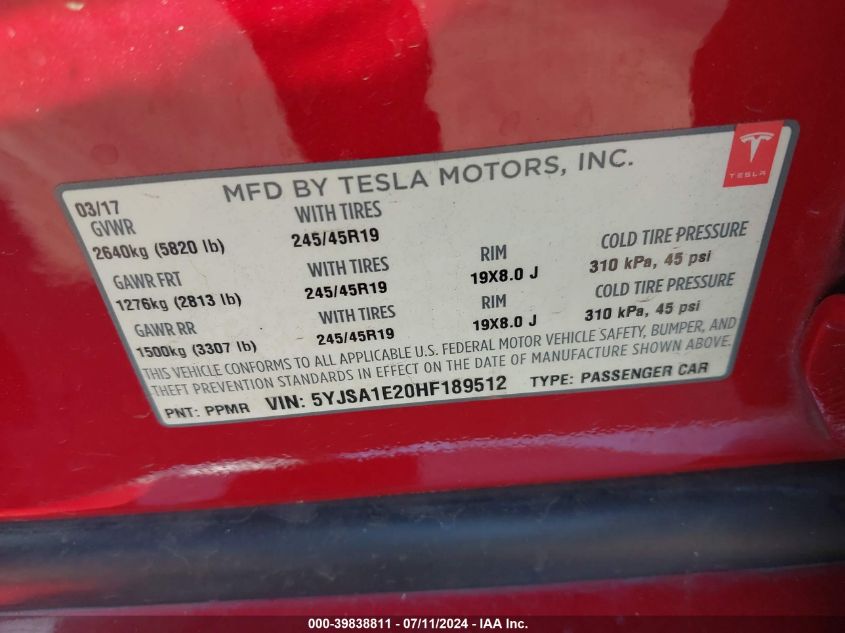 MFD BY TESLA MOTORS, INC.
TESLA
03/17
GVWR WITH TIRES
2640kg (5820 lb) 245/45R19
GAWR FRT WITH TIRES RIM COLD TIRE PRESSURE
1276kg (2813 lb) 245/45R19 19X8.0 J 310 kPa, 45 psi
GAWR RR WITH TIRES RIM COLD TIRE PRESSURE
1500kg (3307 lb) 245/45R19 19X8.0 J 310 kPa, 45 psi
THIS VEHICLE CONFORMS TO ALL APPLICABLE U.S. FEDERAL MOTOR VEHICLE SAFETY, BUMPER, AND
THEFT PREVENTION STANDARDS IN EFFECT ON THE DATE OF MANUFACTURE SHOWN ABOVE.
PNT: PPMR VIN: 5YJSA1E20HF189512 TYPE: PASSENGER CAR
000-39838811 - 07/11/2024 - IAA Inc.